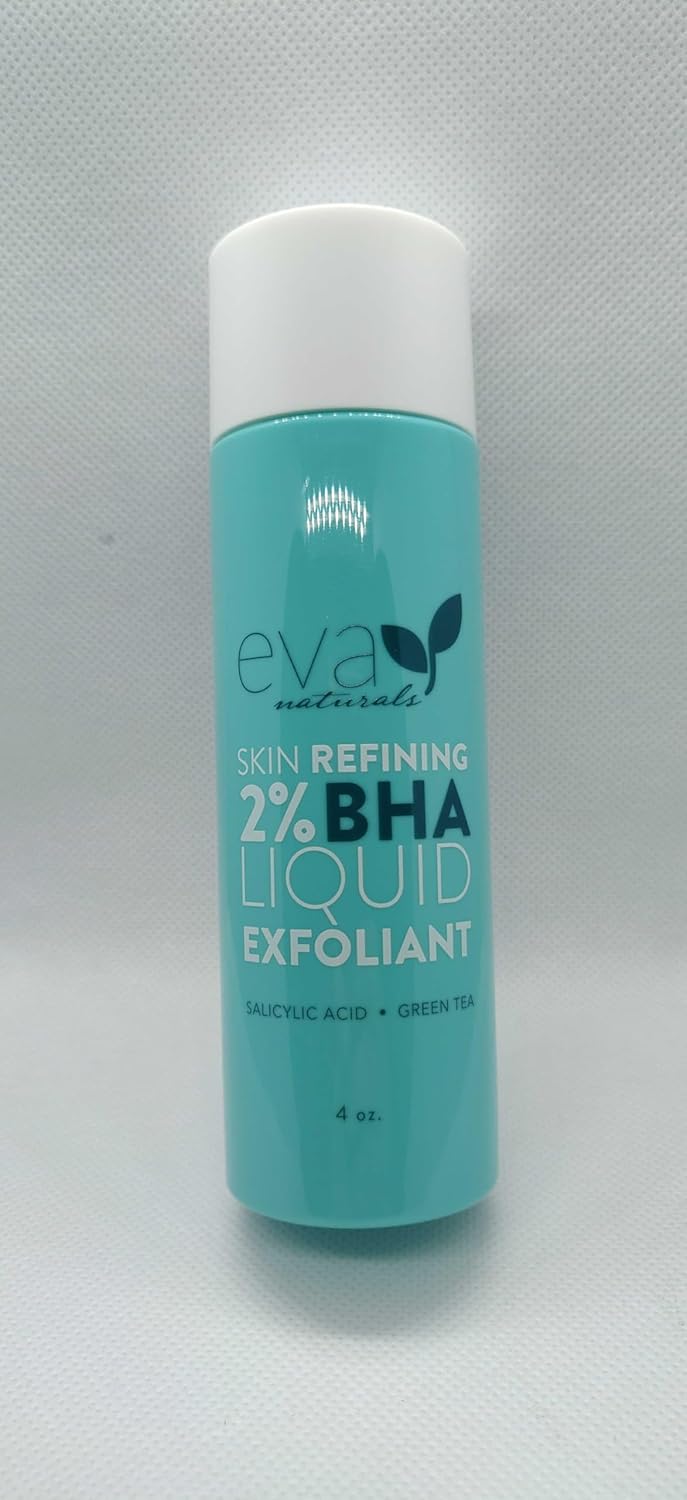 eva
naturals
SKIN REFINING
2% BHA
LIQUID
EXFOLIANT
SALICYLIC ACID • GREEN TEA
4 oz.